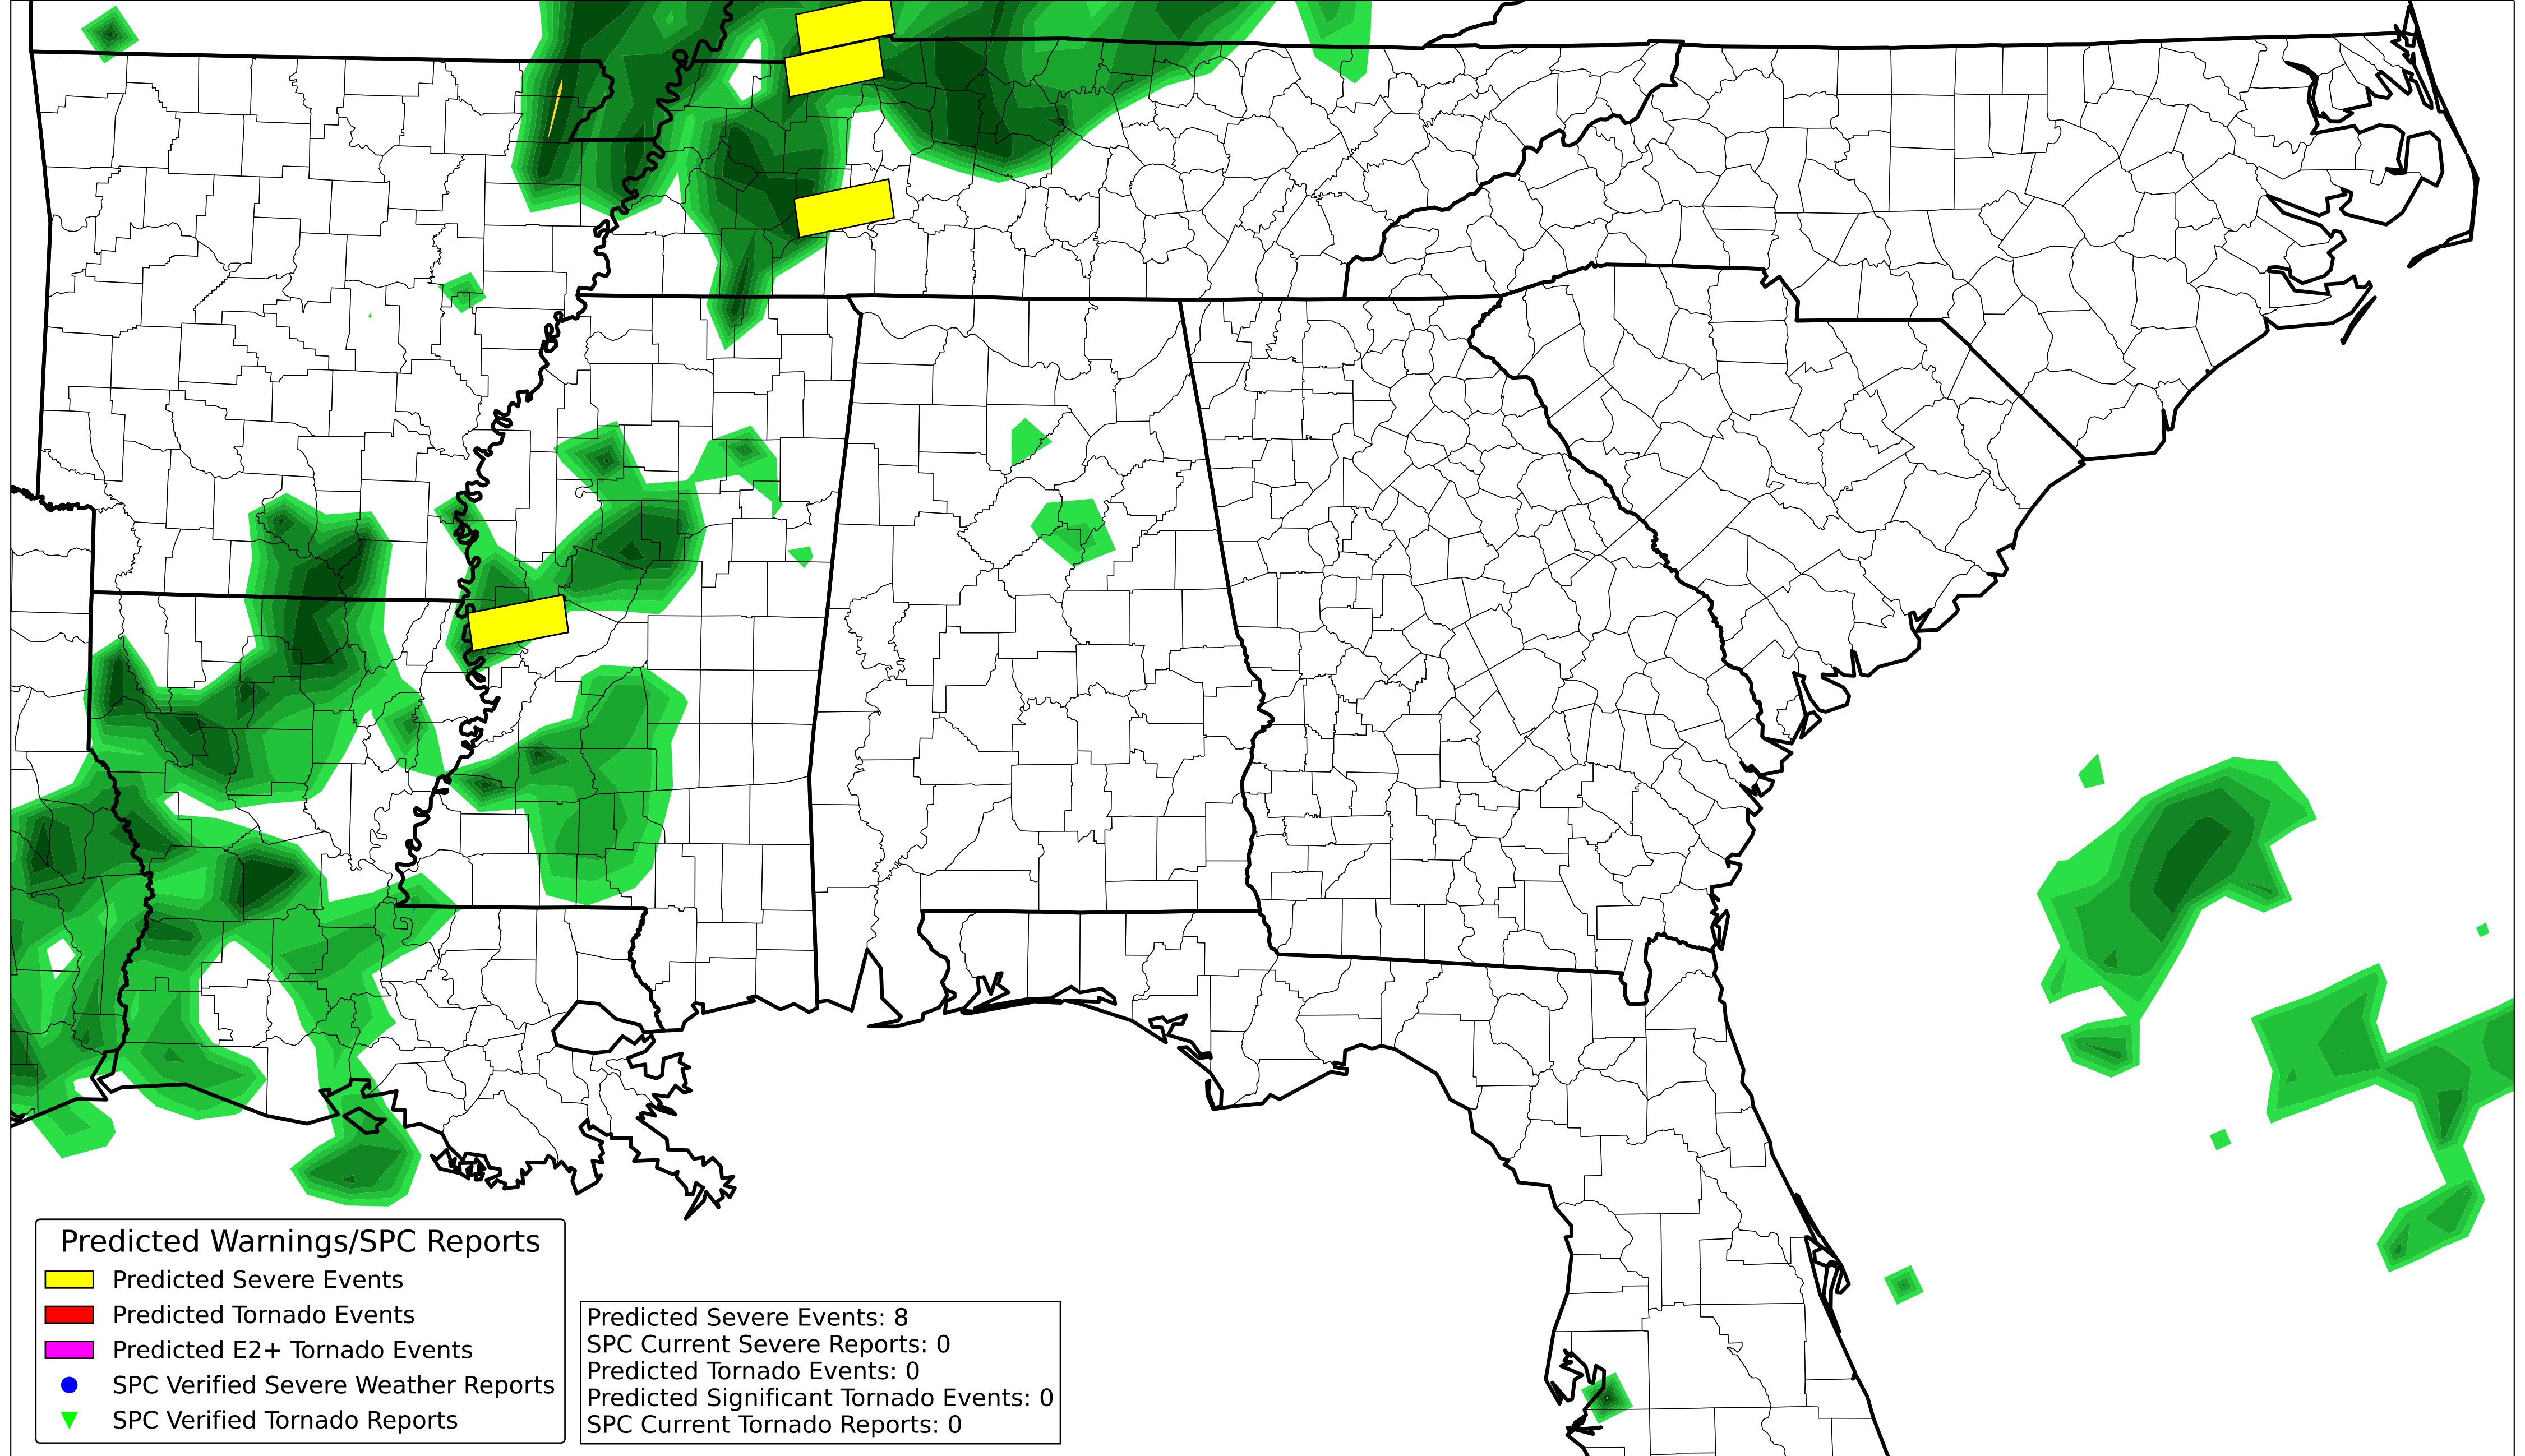 Predicted Warnings/SPC Reports
Predicted Severe Events
Predicted Tornado Events
Predicted E2+ Tornado Events
SPC Verified Severe Weather Reports
SPC Verified Tornado Reports
Predicted Severe Events: 8
SPC Current Severe Reports: 0
Predicted Tornado Events: 0
Predicted Significant Tornado Events: 0
SPC Current Tornado Reports: 0